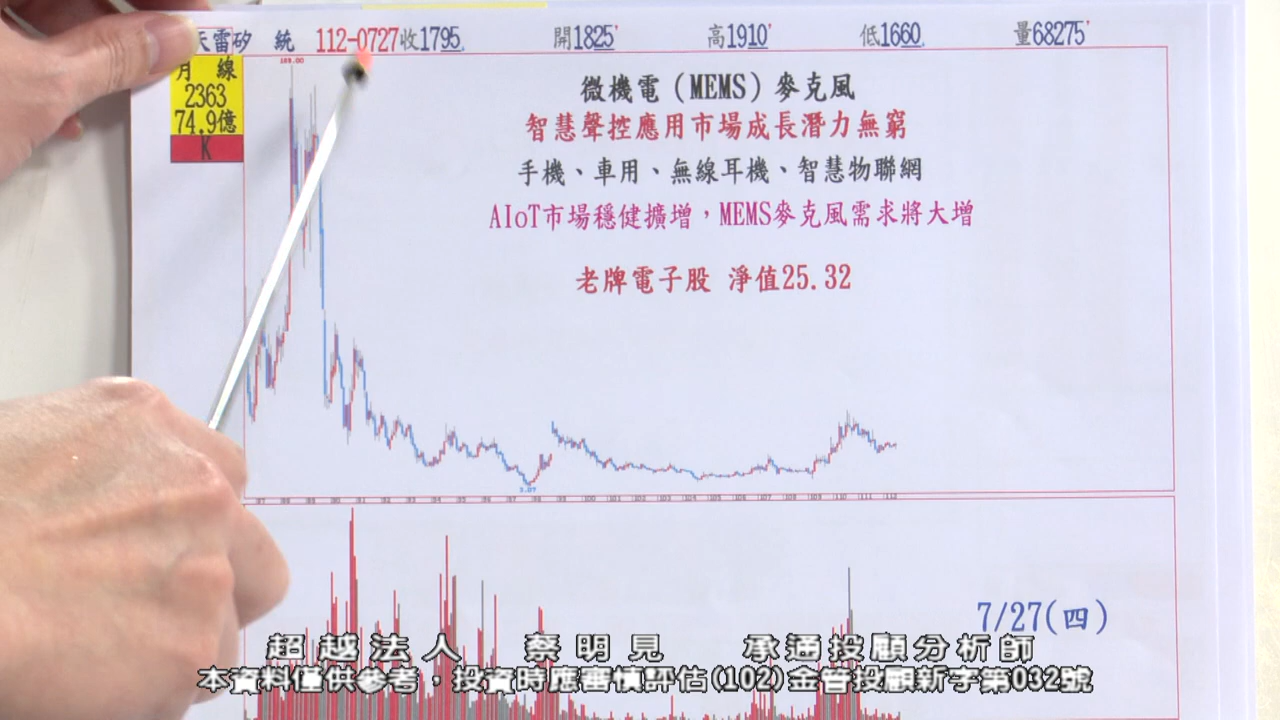 矽 統 112-0727收1795 開1825 高1910 低1660 量68275
月 線
2363
74.9億
K
189.00
微機電（MEMS）麥克風
智慧聲控應用市場成長潛力無窮
手機、車用、無線耳機、智慧物聯網
AIoT市場穩健擴增，MEMS麥克風需求將大增
老牌電子股 淨值25.32
3.07
7/27(四)
超越法人 蔡明見 承通投顧分析師
本資料僅供參考，投資時應審慎評估(102)金管投顧新字第032號